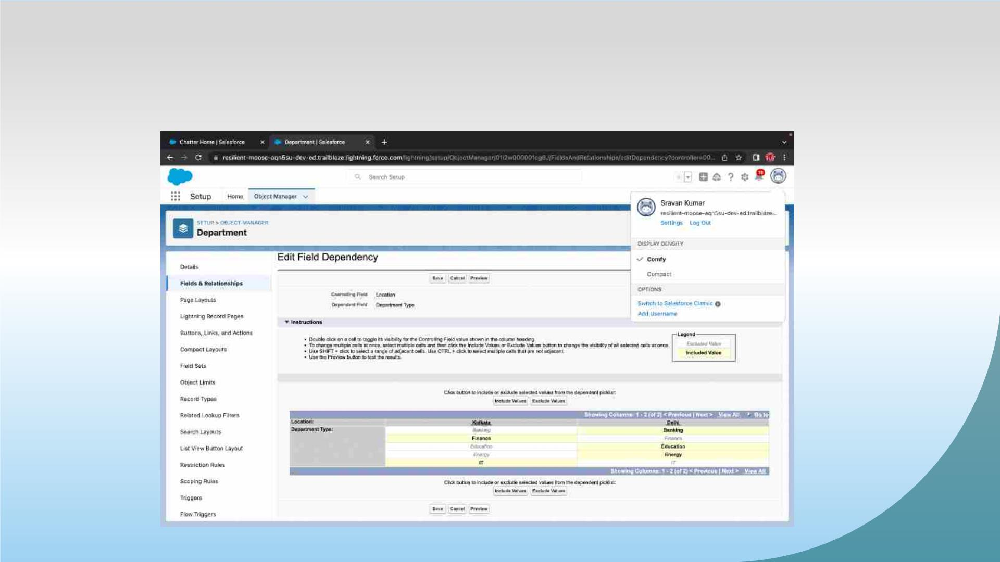 Chatter Home | Salesforce
Department | Salesforce
resilient-moose-aqn5su-dev-ed.trailblaze.lightning.force.com/lightning/setup/ObjectManager/01I2w000001cg8J/FieldsAndRelationships/editDependency?controller=00...
Search Setup
Setup
Home
Object Manager
SETUP > OBJECT MANAGER
Department
Sravan Kumar
resilient-moose-aqn5su-dev-ed.trailblaze...
Settings Log Out
DISPLAY DENSITY
Comfy
Compact
OPTIONS
Switch to Salesforce Classic
Add Username
Details
Fields & Relationships
Page Layouts
Lightning Record Pages
Buttons, Links, and Actions
Compact Layouts
Field Sets
Object Limits
Record Types
Related Lookup Filters
Search Layouts
List View Button Layout
Restriction Rules
Scoping Rules
Triggers
Flow Triggers
Edit Field Dependency
Save Cancel Preview
Controlling Field Location
Dependent Field Department Type
Instructions
• Double click on a cell to toggle its visibility for the Controlling Field value shown in the column heading.
• To change multiple cells at once, select multiple cells and then click the Include Values or Exclude Values button to change the visibility of all selected cells at once.
• Use SHIFT + click to select a range of adjacent cells. Use CTRL + click to select multiple cells that are not adjacent.
• Use the Preview button to test the results.
Legend
Excluded Value
Included Value
Click button to include or exclude selected values from the dependent picklist:
Include Values Exclude Values
Showing Columns: 1 - 2 (of 2) < Previous | Next > View All Go to
Location: Kolkata Delhi
Department Type: Banking Banking
Finance Finance
Education Education
Energy Energy
IT IT
Showing Columns: 1 - 2 (of 2) < Previous | Next > View All
Click button to include or exclude selected values from the dependent picklist:
Include Values Exclude Values
Save Cancel Preview